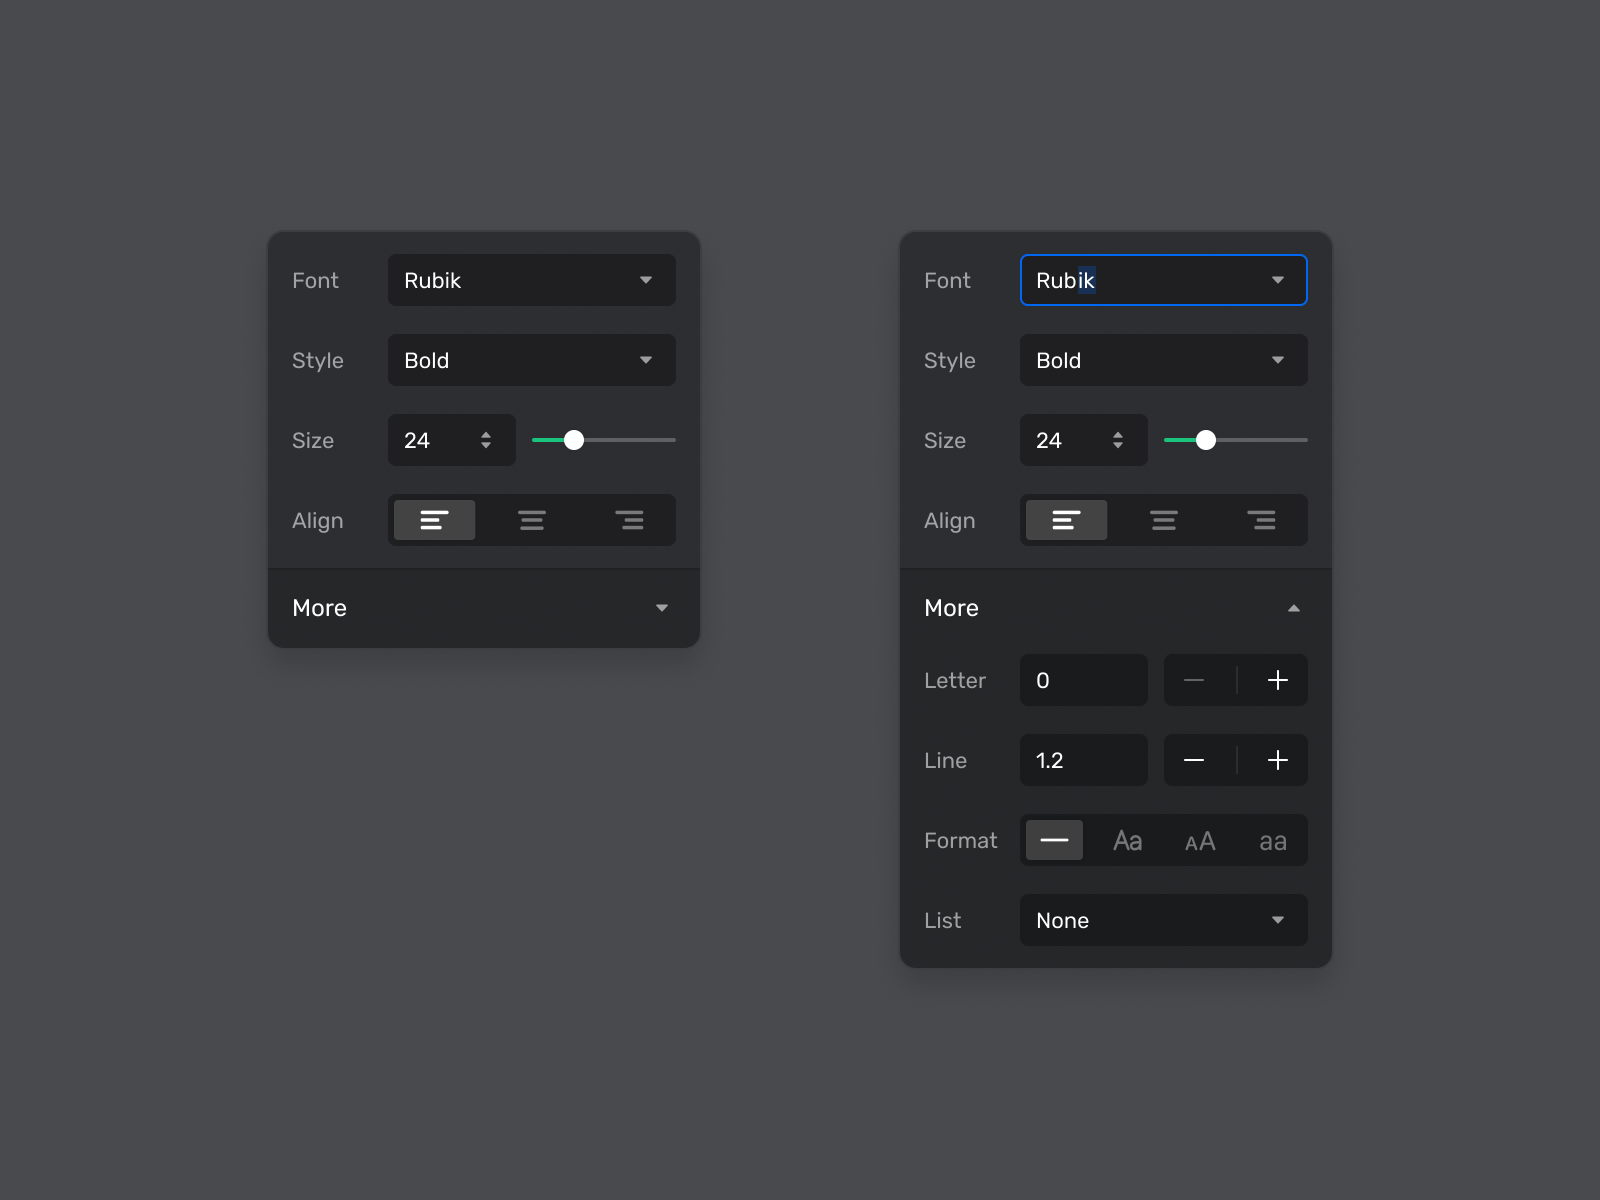 Font Rubik
Style Bold
Size 24
Align
More
Font Rubik
Style Bold
Size 24
Align
More
Letter 0
Line 1.2
Format — Aa AA aa
List None